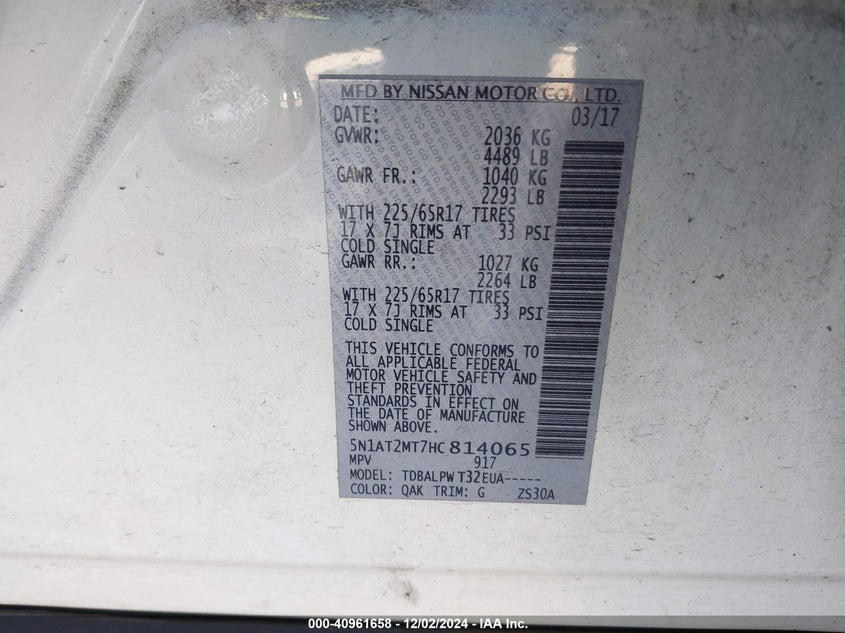 MFD BY NISSAN MOTOR CO., LTD.
DATE: 03/17
GVWR: 2036 KG
4489 LB
GAWR FR.: 1040 KG
2293 LB
WITH 225/65R17 TIRES
17 X 7J RIMS AT 33 PSI
COLD SINGLE
GAWR RR.: 1027 KG
2264 LB
WITH 225/65R17 TIRES
17 X 7J RIMS AT 33 PSI
COLD SINGLE
THIS VEHICLE CONFORMS TO
ALL APPLICABLE FEDERAL
MOTOR VEHICLE SAFETY AND
THEFT PREVENTION
STANDARDS IN EFFECT ON
THE DATE OF MANUFACTURE
SHOWN ABOVE.
5N1AT2MT7HC814065
MPV 917
MODEL: TDBALPW T32EUA-----
COLOR: QAK TRIM: G ZS30A
000-40961658 - 12/02/2024 - IAA Inc.